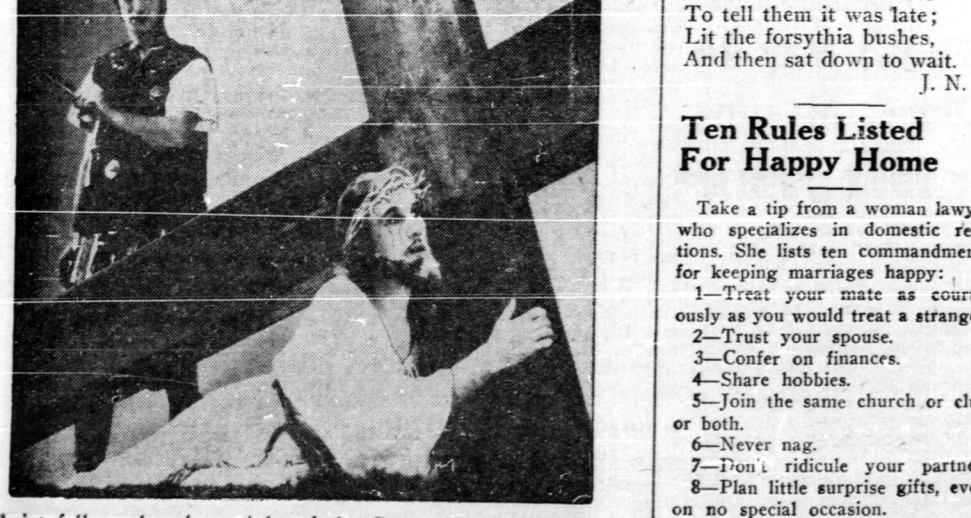 To tell them it was late;
Lit the forsythia bushes,
And then sat down to wait.
J. N.
Ten Rules Listed
For Happy Home
Take a tip from a woman
who specializes in domestic
tions. She lists ten
for keeping marriages happy:
1—Treat your mate as
ously as you would treat a
2—Trust your spouse.
3—Confer on finances.
4—Share hobbies.
5—Join the same church or
or both.
6—Never nag.
7—Don't ridicule your
8—Plan little surprise gifts,
on no special occasion.